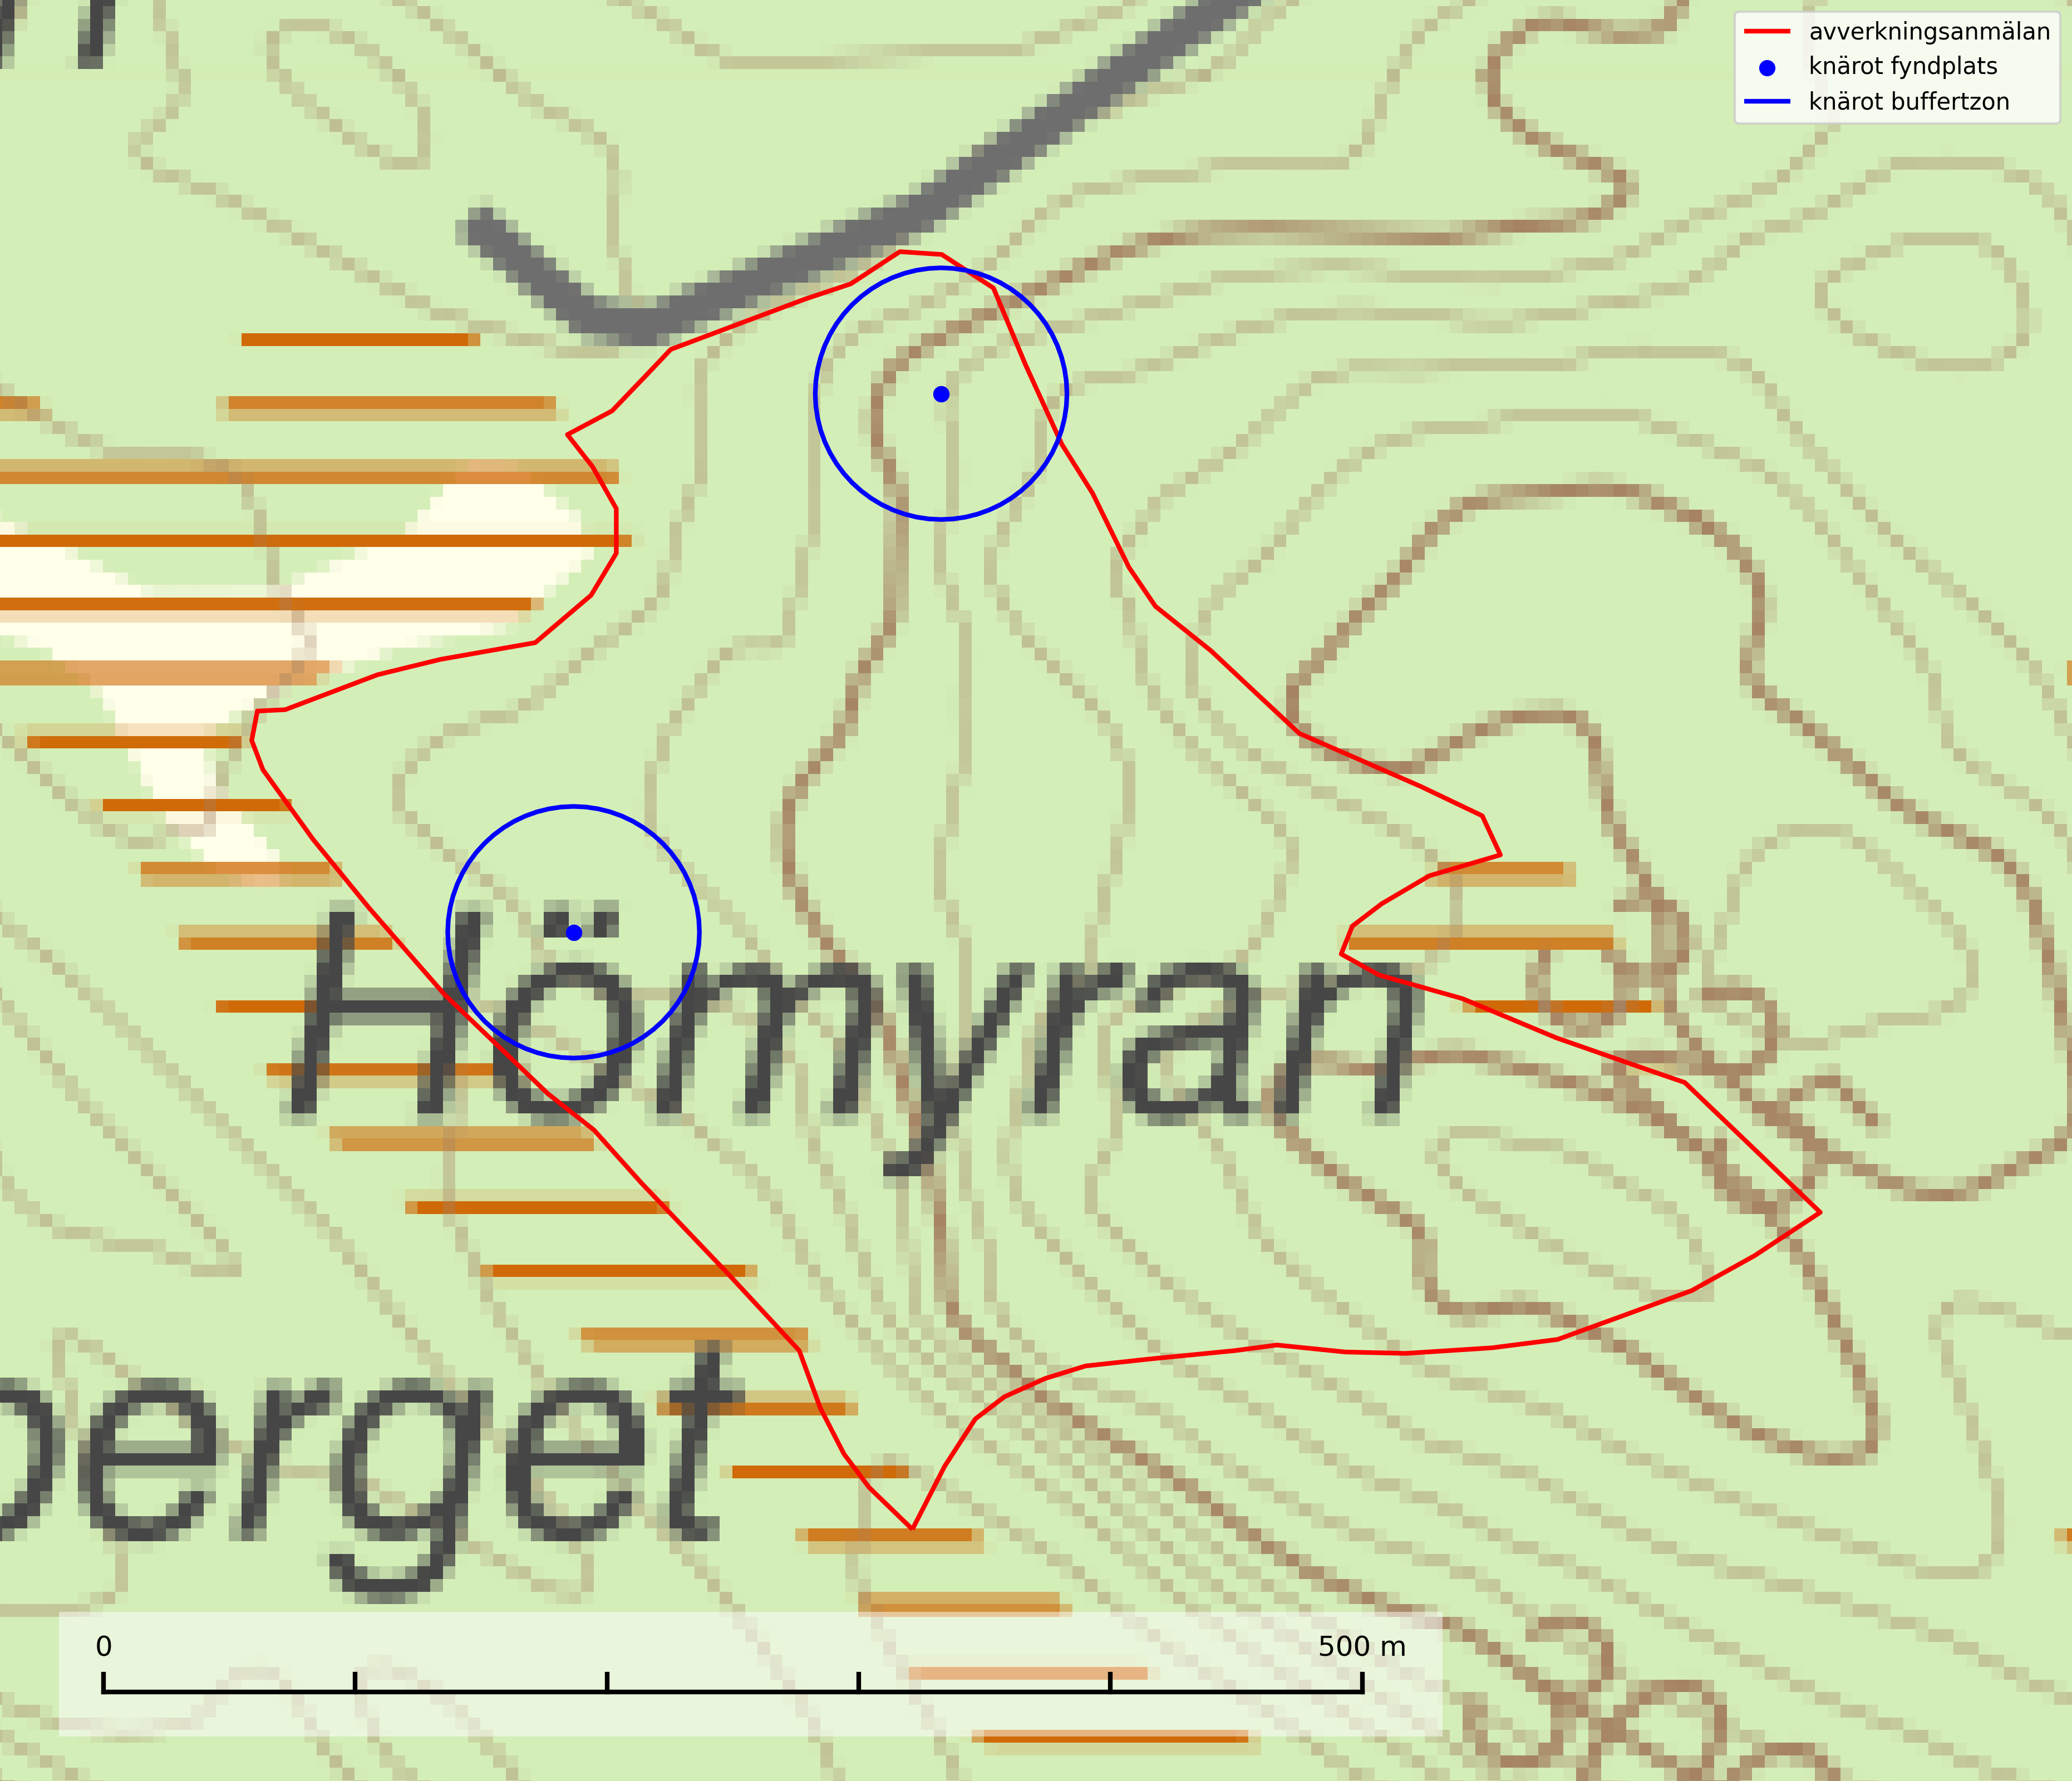 avverkningsanmälan
knärot fyndplats
knärot buffertzon
Hömyran
berget
0 500 m